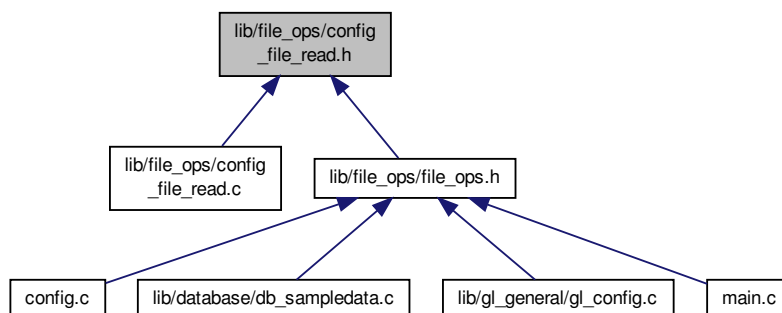 lib/file_ops/config
_file_read.h
lib/file_ops/config
_file_read.c
lib/file_ops/file_ops.h
config.c
lib/database/db_sampledata.c
lib/gl_general/gl_config.c
main.c